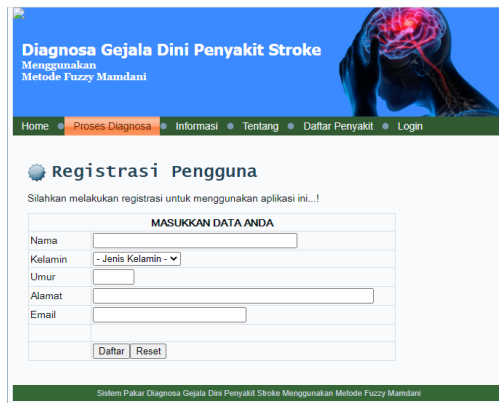 Diagnosa Gejala Dini Penyakit Stroke
Menggunakan
Metode Fuzzy Mamdani
Home Proses Diagnosa Informasi Tentang Daftar Penyakit Login
Registrasi Pengguna
Silahkan melakukan registrasi untuk menggunakan aplikasi ini...!
MASUKKAN DATA ANDA
Nama
Kelamin - Jenis Kelamin -
Umur
Alamat
Email
Daftar Reset
Sistem Pakar Diagnosa Gejala Dini Penyakit Stroke Menggunakan Metode Fuzzy Mamdani